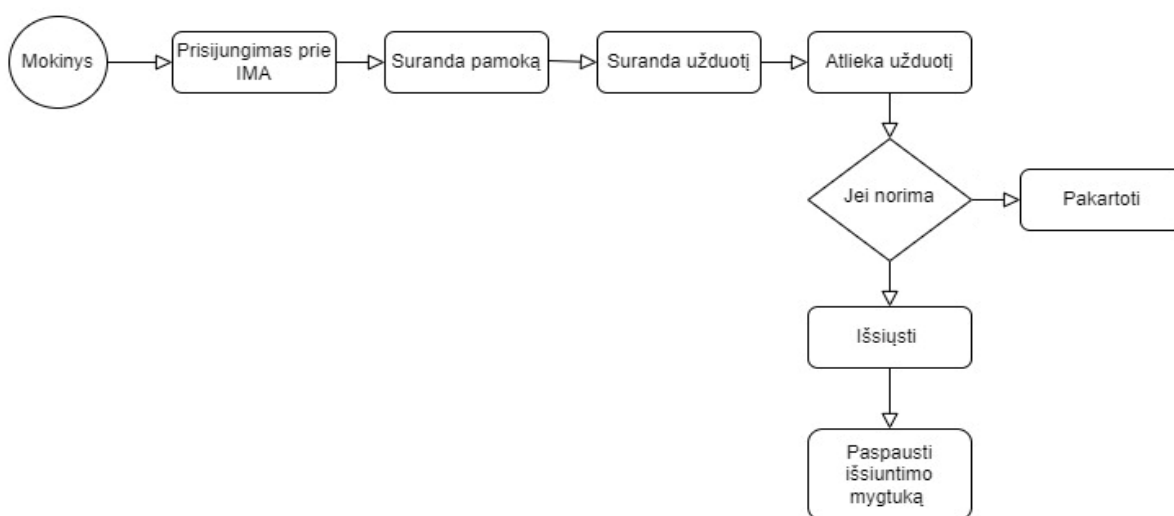 Mokinys
Prisijungimas prie
IMA
Suranda pamoką
Suranda užduotį
Atlieka užduotį
Jei norima
Pakartoti
Išsiųsti
Paspausti
išsiuntimo
mygtuką